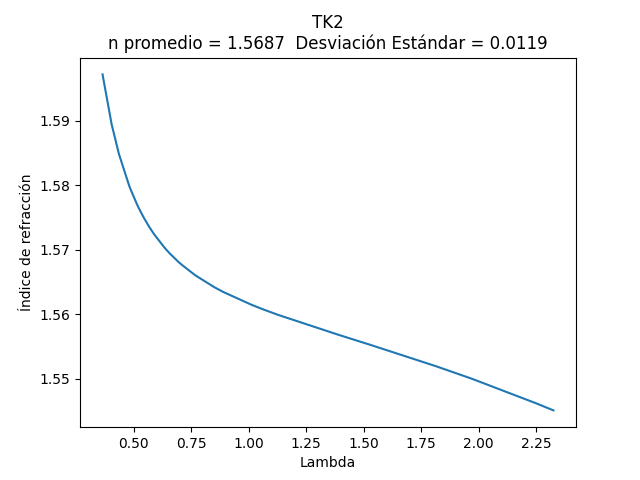 TK2
n promedio = 1.5687  Desviación Estándar = 0.0119
Índice de refracción
1.59
1.58
1.57
1.56
1.55
0.50 0.75 1.00 1.25 1.50 1.75 2.00 2.25
Lambda